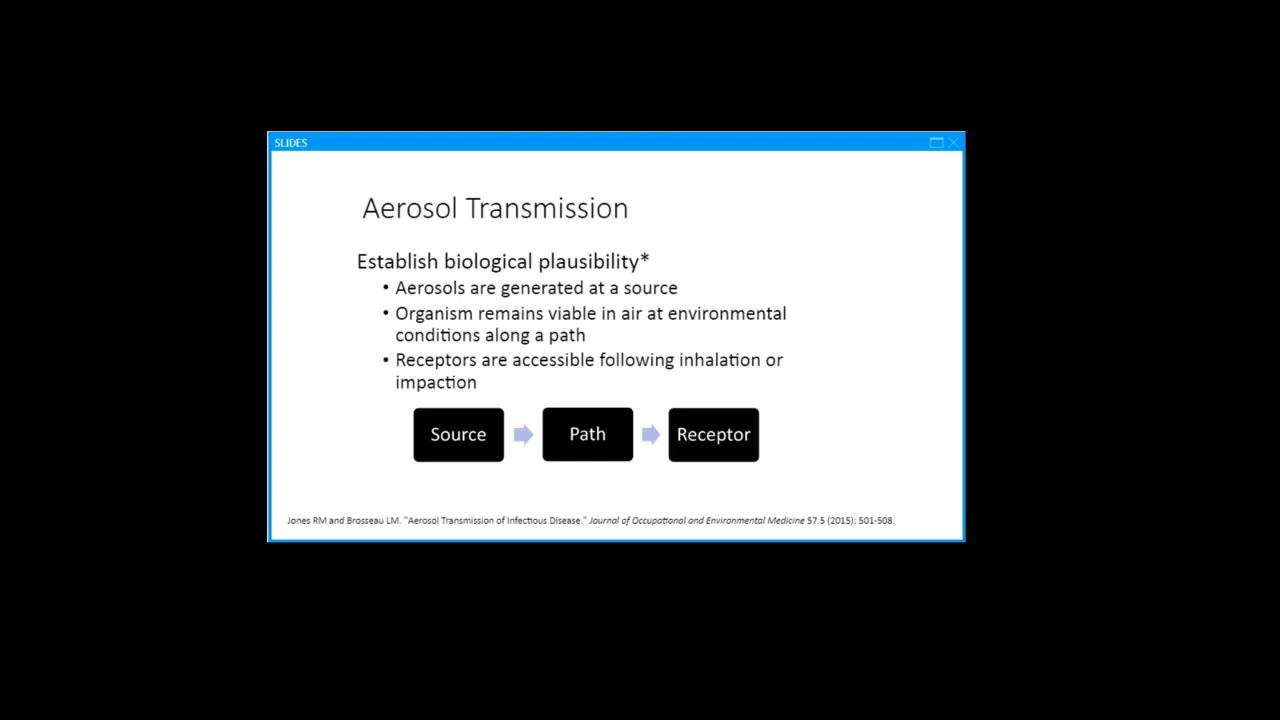 SLIDES
Aerosol Transmission
Establish biological plausibility*
• Aerosols are generated at a source
• Organism remains viable in air at environmental
conditions along a path
• Receptors are accessible following inhalation or
impaction
Source
Path
Receptor
Jones RM and Brosseau LM. "Aerosol Transmission of Infectious Disease." Journal of Occupational and Environmental Medicine 57.5 (2015): 501-508.